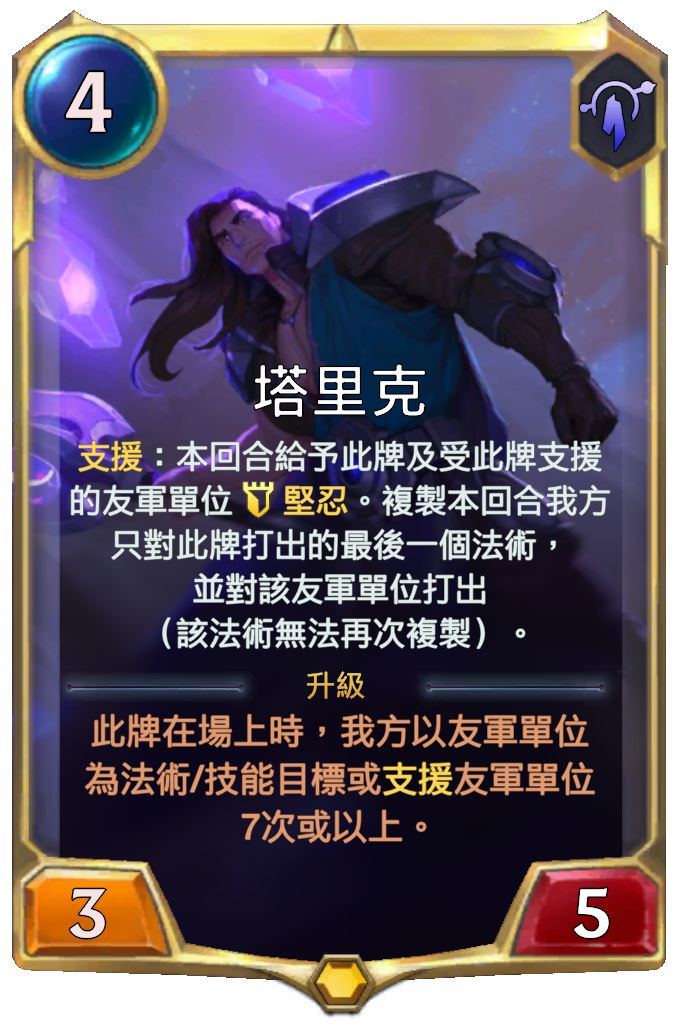 4
塔里克
支援：本回合給予此牌及受此牌支援
的友軍單位 堅忍。複製本回合我方
只對此牌打出的最後一個法術，
並對該友軍單位打出
（該法術無法再次複製）。
升級
此牌在場上時，我方以友軍單位
為法術/技能目標或支援友軍單位
7次或以上。
3
5